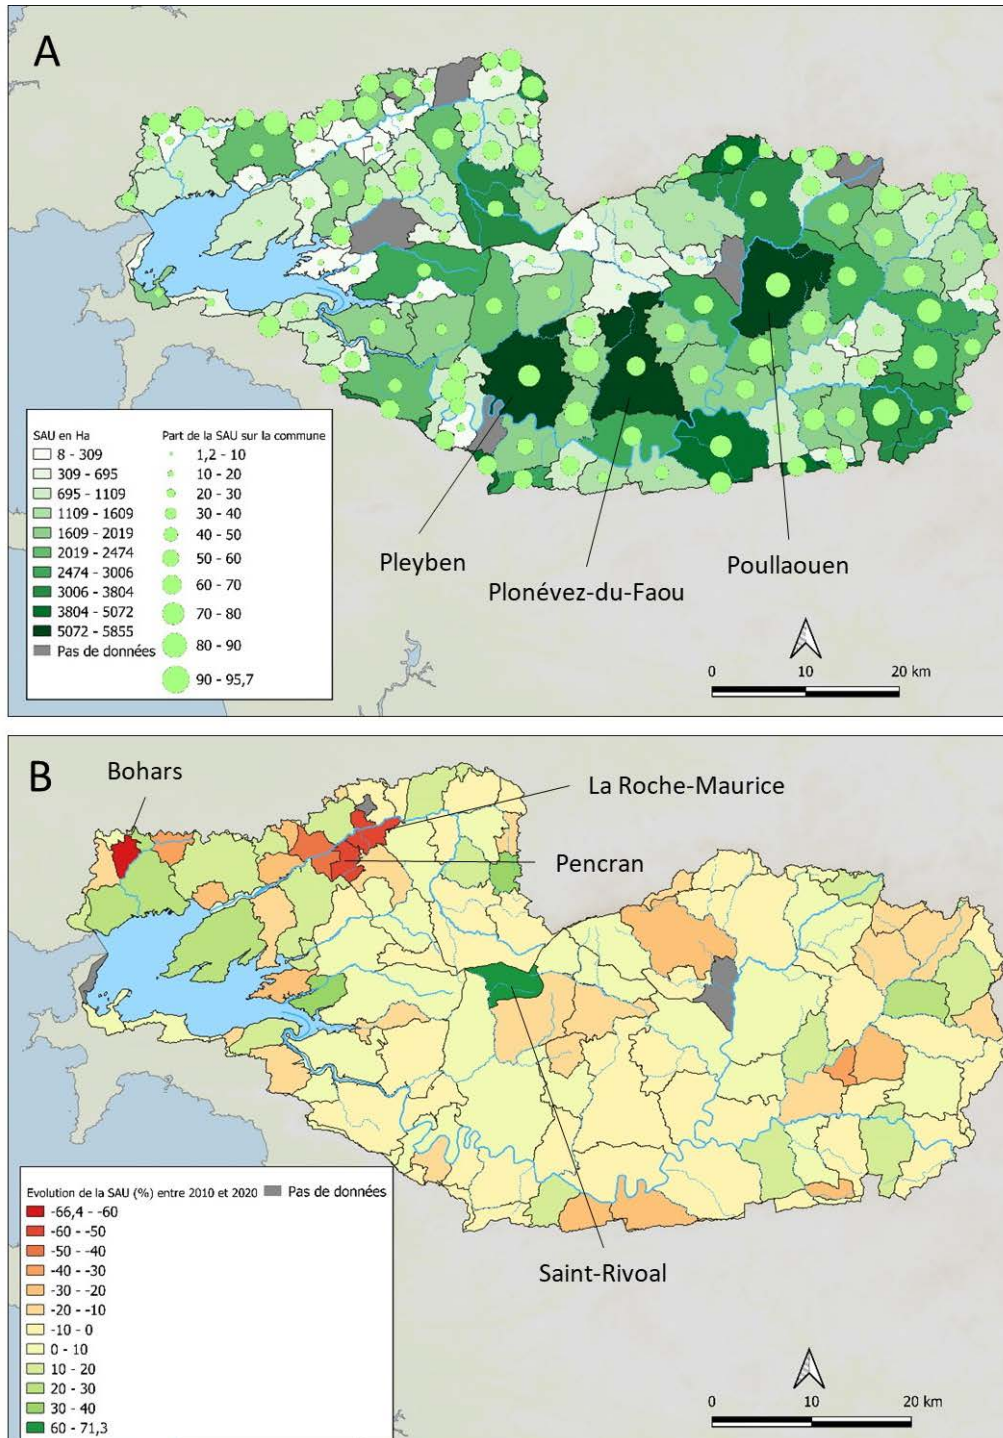 A
SAU en Ha
8 - 309
309 - 695
695 - 1109
1109 - 1609
1609 - 2019
2019 - 2474
2474 - 3006
3006 - 3804
3804 - 5072
5072 - 5855
Pas de données
Part de la SAU sur la commune
1,2 - 10
10 - 20
20 - 30
30 - 40
40 - 50
50 - 60
60 - 70
70 - 80
80 - 90
90 - 95,7
Pleyben
Plonévez-du-Faou
Poullaouen
0 10 20 km
B
Bohars
La Roche-Maurice
Pencran
Saint-Rivoal
Evolution de la SAU (%) entre 2010 et 2020 Pas de données
-66,4 - -60
-60 - -50
-50 - -40
-40 - -30
-30 - -20
-20 - -10
-10 - 0
0 - 10
10 - 20
20 - 30
30 - 40
60 - 71,3
0 10 20 km